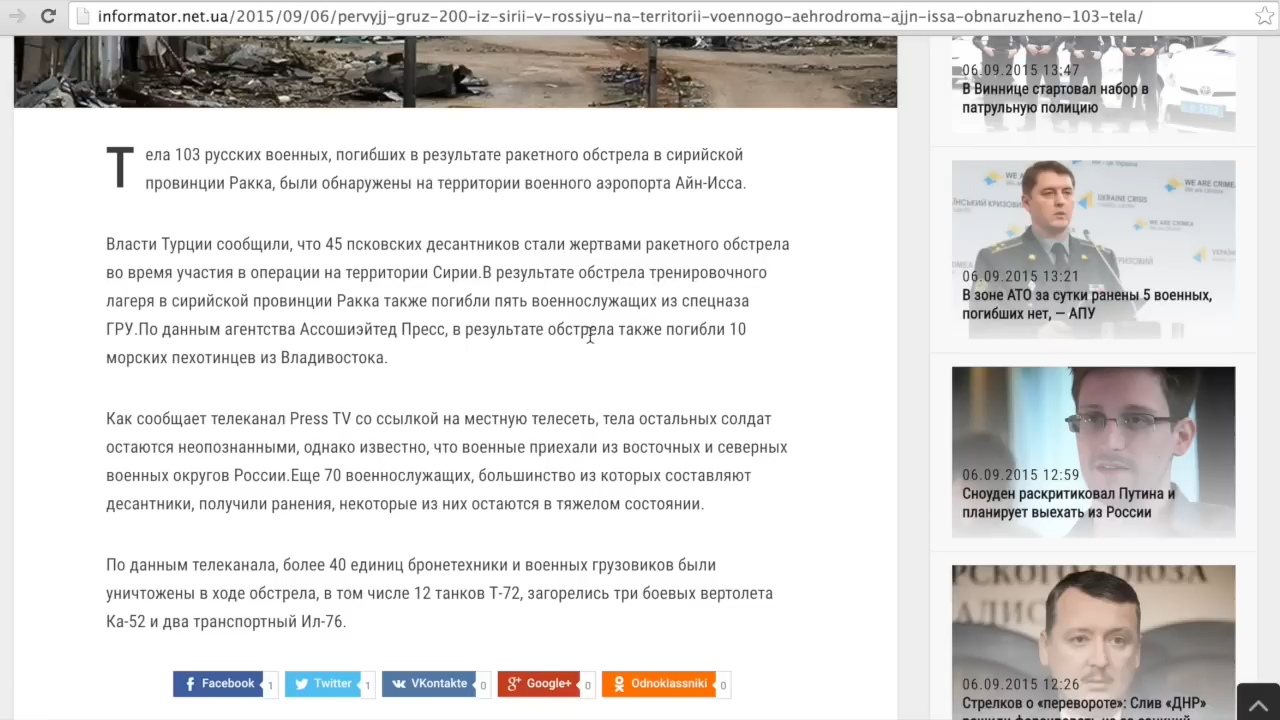 informator.net.ua/2015/09/06/pervyjj-gruz-200-iz-sirii-v-rossiyu-na-territorii-voennogo-aehrodroma-ajjn-issa-obnaruzheno-103-tela/
Тела 103 русских военных, погибших в результате ракетного обстрела в сирийской
провинции Ракка, были обнаружены на территории военного аэропорта Айн-Исса.
Власти Турции сообщили, что 45 псковских десантников стали жертвами ракетного обстрела
во время участия в операции на территории Сирии.В результате обстрела тренировочного
лагеря в сирийской провинции Ракка также погибли пять военнослужащих из спецназа
ГРУ.По данным агентства Ассошиэйтед Пресс, в результате обстрела также погибли 10
морских пехотинцев из Владивостока.
Как сообщает телеканал Press TV со ссылкой на местную телесеть, тела остальных солдат
остаются неопознанными, однако известно, что военные приехали из восточных и северных
военных округов России.Еще 70 военнослужащих, большинство из которых составляют
десантники, получили ранения, некоторые из них остаются в тяжелом состоянии.
По данным телеканала, более 40 единиц бронетехники и военных грузовиков были
уничтожены в ходе обстрела, в том числе 12 танков Т-72, загорелись три боевых вертолета
Ка-52 и два транспортный Ил-76.
Facebook 1
Twitter 1
VKontakte 0
Google+ 0
Odnoklassniki 0
06.09.2015 13:47
В Виннице стартовал набор в
патрульную полицию
WE ARE CRIME
UKRAINE CRISIS
06.09.2015 13:21
В зоне АТО за сутки ранены 5 военных,
погибших нет, — АПУ
06.09.2015 12:59
Сноуден раскритиковал Путина и
планирует выехать из России
06.09.2015 12:26
Стрелков о «перевороте»: Слив «ДНР»